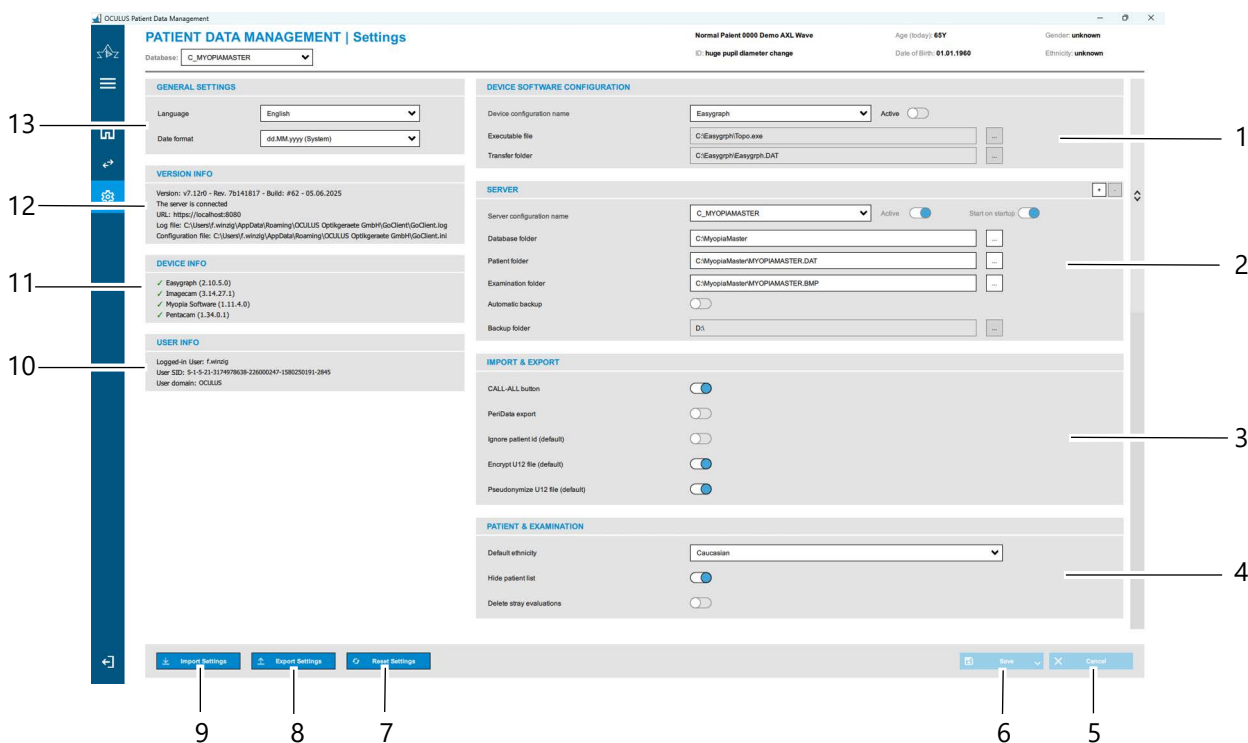 OCULUS Patient Data Management
PATIENT DATA MANAGEMENT | Settings
Database: C_MYOPIAMASTER
Normal Paient 0000 Demo AXL Wave
Age (today): 65Y
Gender: unknown
ID: huge pupil diameter change
Date of Birth: 01.01.1960
Ethnicity: unknown
GENERAL SETTINGS
Language English
Date format dd.MM.yyyy (System)
13
VERSION INFO
Version: v7.12r0 - Rev. 7b141817 - Build: #62 - 05.06.2025
The server is connected
URL: https://localhost:8080
Log file: C:\Users\f.winzig\AppData\Roaming\OCULUS Optikgeraete GmbH\GoClient\GoClient.log
Configuration file: C:\Users\f.winzig\AppData\Roaming\OCULUS Optikgeraete GmbH\GoClient.ini
12
DEVICE INFO
✓ Easygraph (2.10.5.0)
✓ Imagecam (3.14.27.1)
✓ Myopia Software (1.11.4.0)
✓ Pentacam (1.34.0.1)
11
USER INFO
Logged-in User: f.winzig
User SID: S-1-5-21-3174978638-226000247-1580250191-2845
User domain: OCULUS
10
DEVICE SOFTWARE CONFIGURATION
Device configuration name Easygraph Active
Executable file C:\Easygrph\Topo.exe ...
Transfer folder C:\Easygrph\Easygrph.DAT ...
1
SERVER + -
Server configuration name C_MYOPIAMASTER Active Start on startup
Database folder C:\MyopiaMaster ...
Patient folder C:\MyopiaMaster\MYOPIAMASTER.DAT ...
Examination folder C:\MyopiaMaster\MYOPIAMASTER.BMP ...
Automatic backup
Backup folder D:\ ...
2
IMPORT & EXPORT
CALL-ALL button
PeriData export
Ignore patient id (default)
Encrypt U12 file (default)
Pseudonymize U12 file (default)
3
PATIENT & EXAMINATION
Default ethnicity Caucasian
Hide patient list
Delete stray evaluations
4
Import Settings
Export Settings
Reset Settings
Save
Cancel
9
8
7
6
5